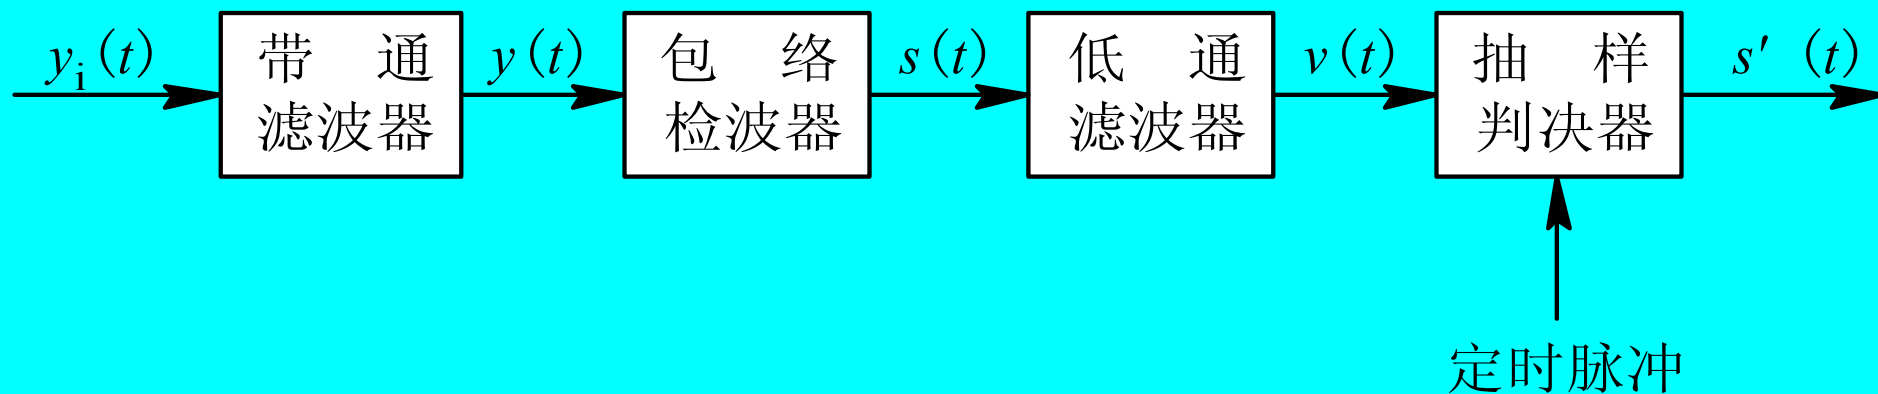 yi(t)
带 通
滤波器
y(t)
包 络
检波器
s(t)
低 通
滤波器
v(t)
抽 样
判决器
s′ (t)
定时脉冲